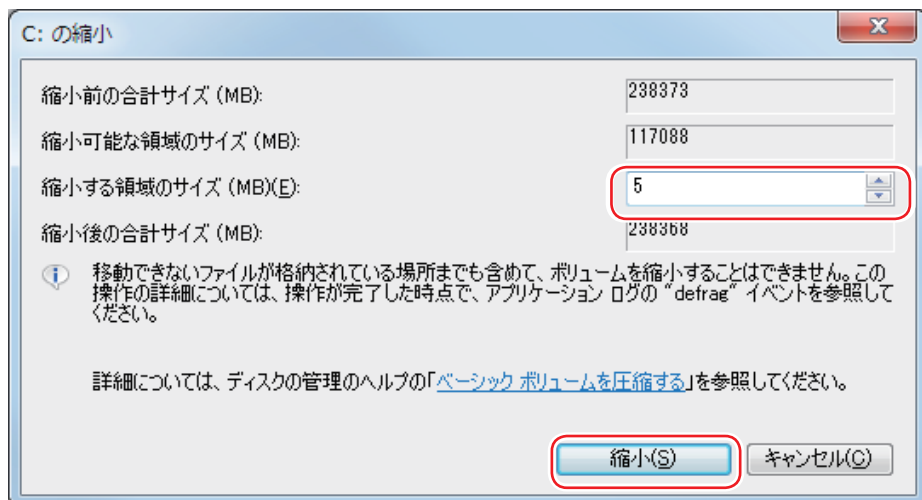 C: の縮小
縮小前の合計サイズ (MB): 238373
縮小可能な領域のサイズ (MB): 117088
縮小する領域のサイズ (MB)(E): 5
縮小後の合計サイズ (MB): 238368
移動できないファイルが格納されている場所までも含めて、ボリュームを縮小することはできません。この
操作の詳細については、操作が完了した時点で、アプリケーション ログの "defrag" イベントを参照して
ください。
詳細については、ディスクの管理のヘルプの「ベーシック ボリュームを圧縮する」を参照してください。
縮小(S) キャンセル(C)